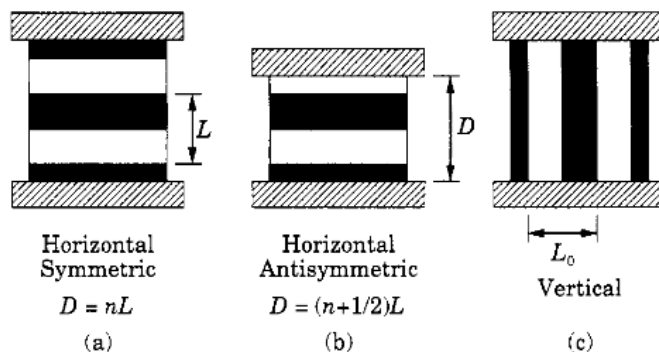 L
D
L₀
Horizontal
Symmetric
D = nL
(a)
Horizontal
Antisymmetric
D = (n+1/2)L
(b)
Vertical
(c)